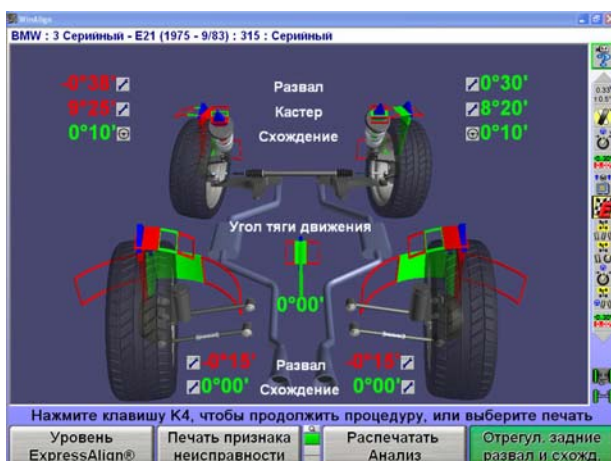 WinAlign
BMW : 3 Серийный - E21 (1975 - 9/83) : 315 : Серийный
-0°38' Развал 0°30'
9°25' Кастер 8°20'
0°10' Схождение 0°10'
Угол тяги движения
0°00'
-0°15' Развал -0°15'
0°00' Схождение 0°00'
Нажмите клавишу K4, чтобы продолжить процедуру, или выберите печать
Уровень ExpressAlign®
Печать признака неисправности
Распечатать Анализ
Отрегул. задние развал и схожд.